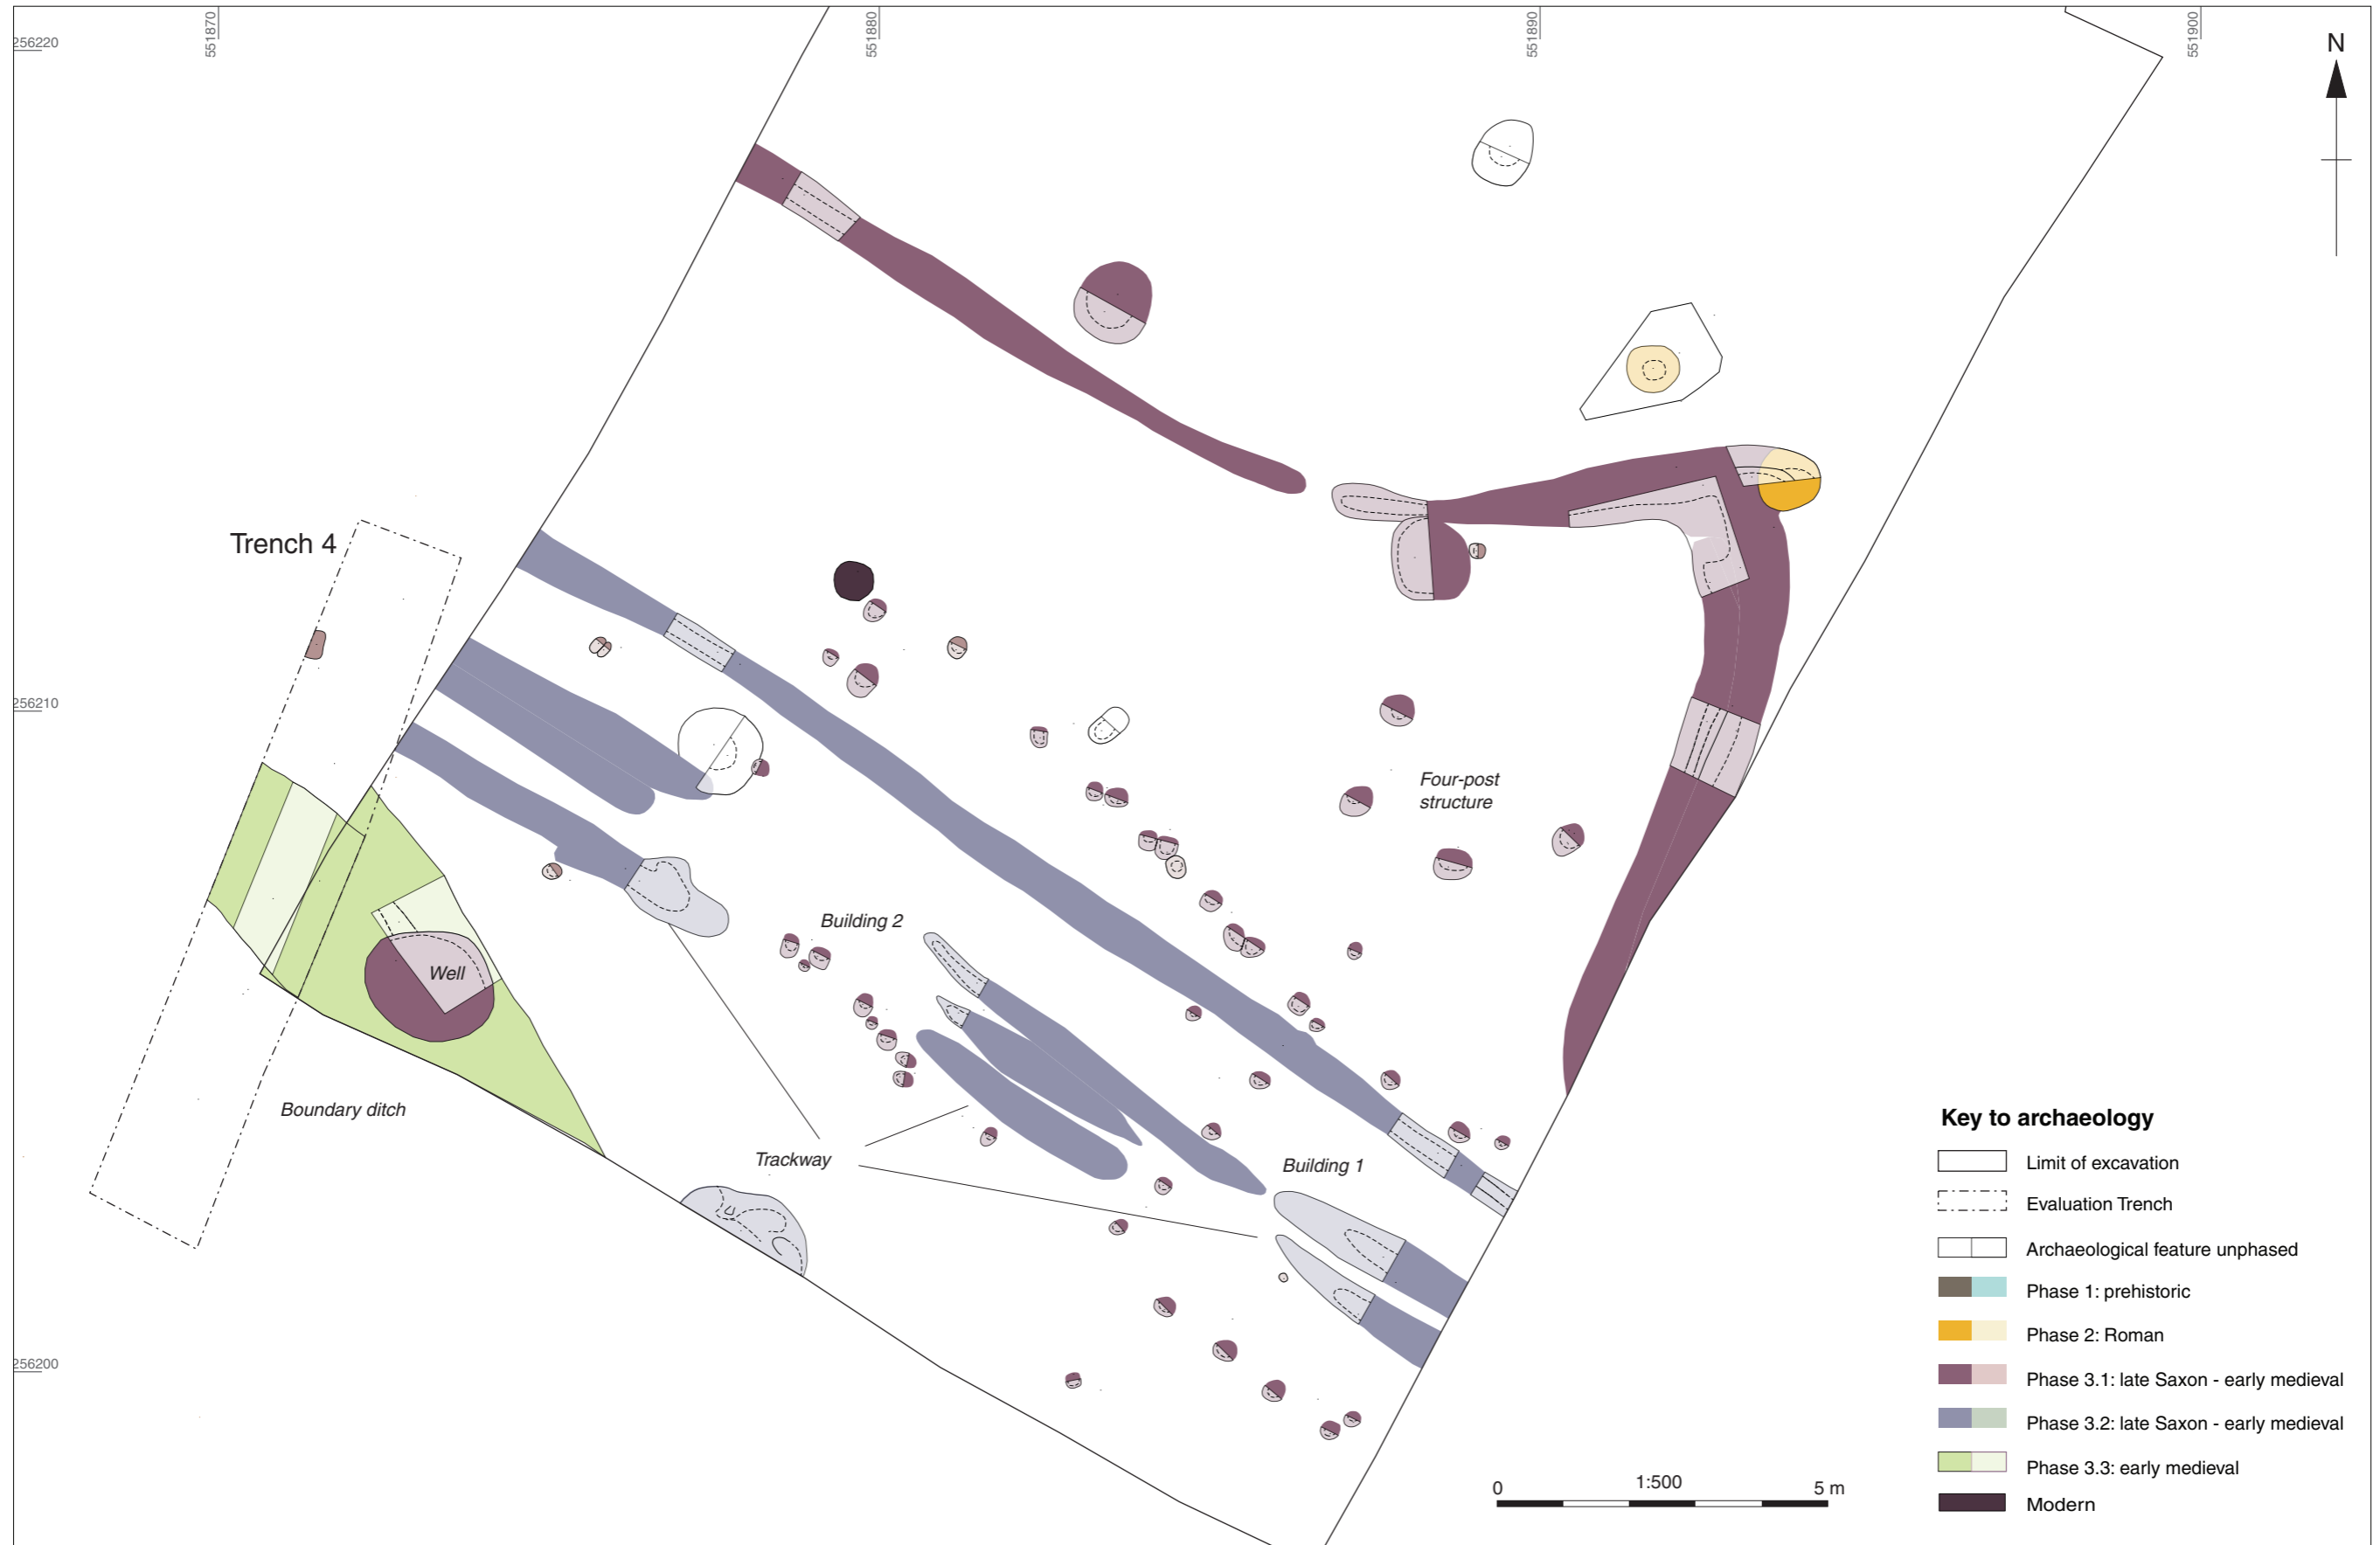 551870
551880
551890
551900
256220
N
Trench 4
256210
Four-post
structure
Building 2
Well
Boundary ditch
Trackway
Building 1
256200
0
1:500
5 m
Key to archaeology
Limit of excavation
Evaluation Trench
Archaeological feature unphased
Phase 1: prehistoric
Phase 2: Roman
Phase 3.1: late Saxon - early medieval
Phase 3.2: late Saxon - early medieval
Phase 3.3: early medieval
Modern